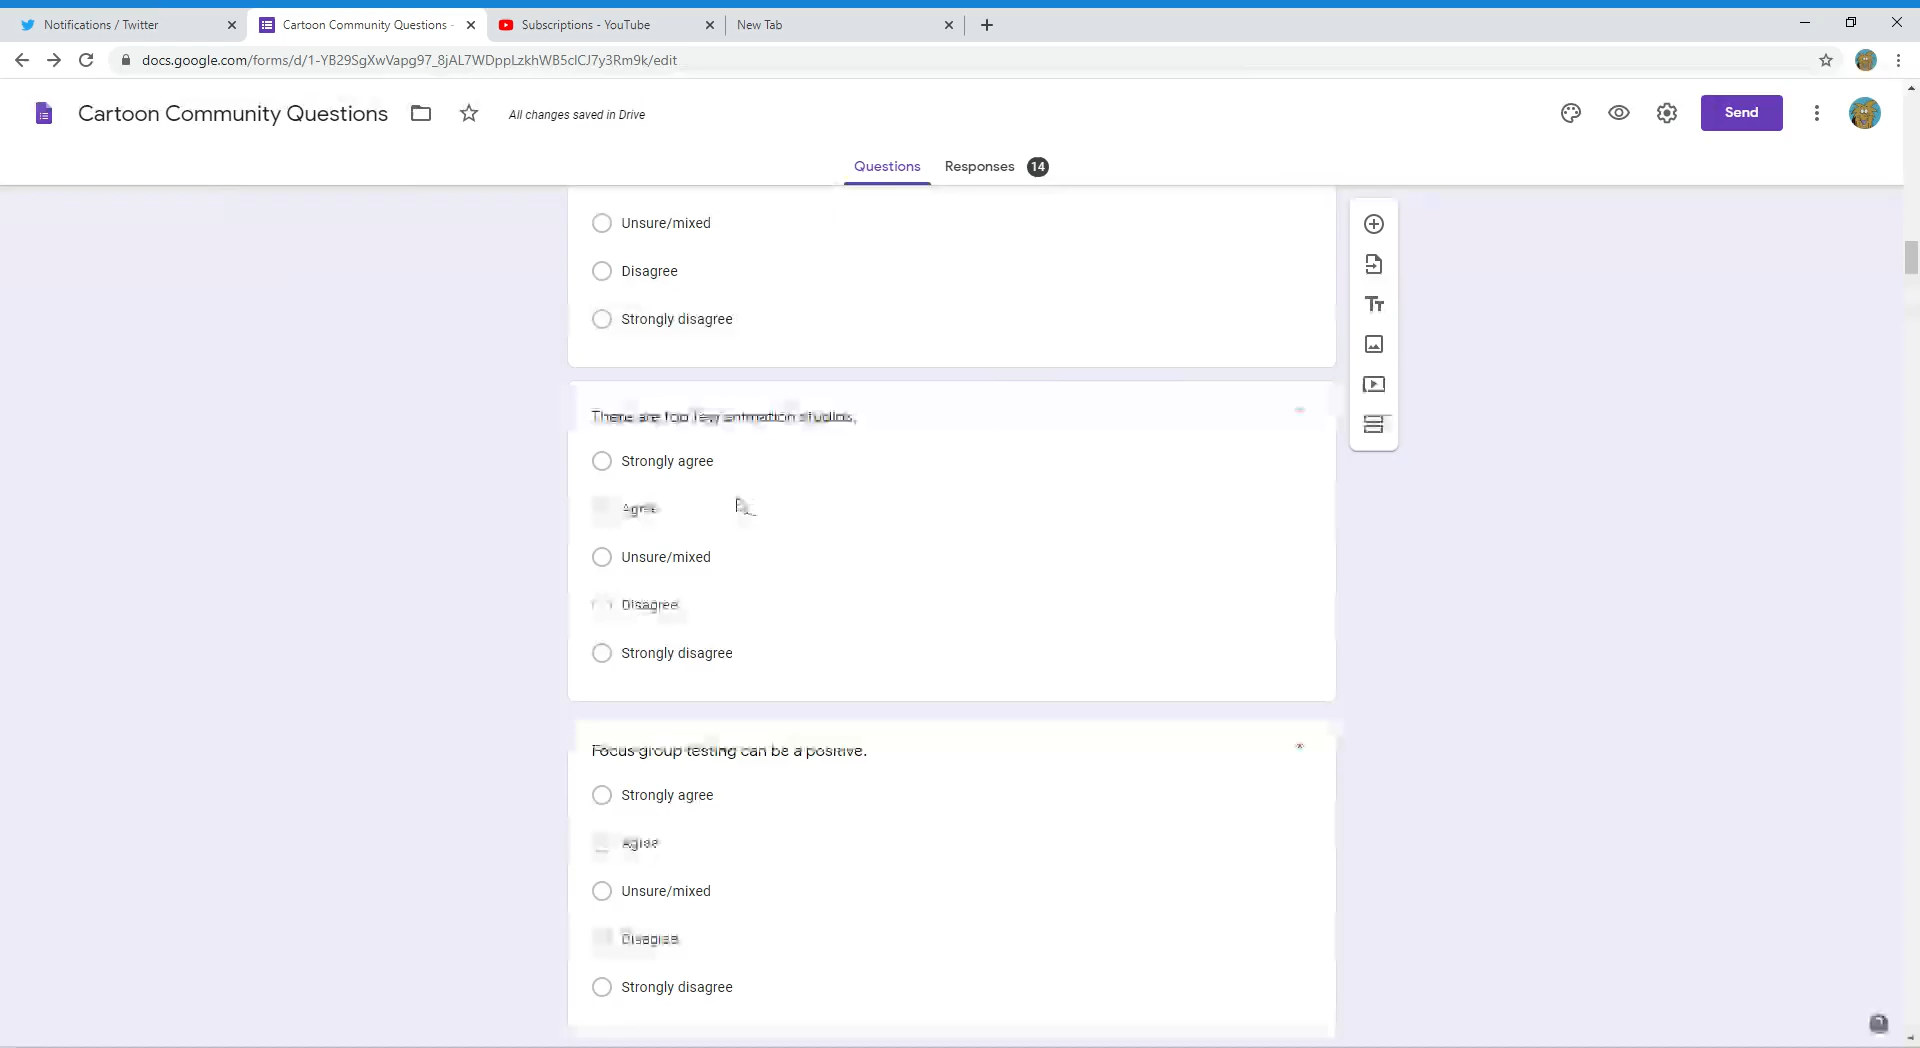 Notifications / Twitter
Cartoon Community Questions -
Subscriptions - YouTube
New Tab
docs.google.com/forms/d/1-YB29SgXwVapg97_8jAL7WDppLzkhWB5clCJ7y3Rm9k/edit
Cartoon Community Questions
All changes saved in Drive
Send
Questions
Responses 14
Unsure/mixed
Disagree
Strongly disagree
There are too few animation studios.
Strongly agree
Agree
Unsure/mixed
Disagree
Strongly disagree
Focus group testing can be a positive.
*
Strongly agree
Agree
Unsure/mixed
Disagree
Strongly disagree